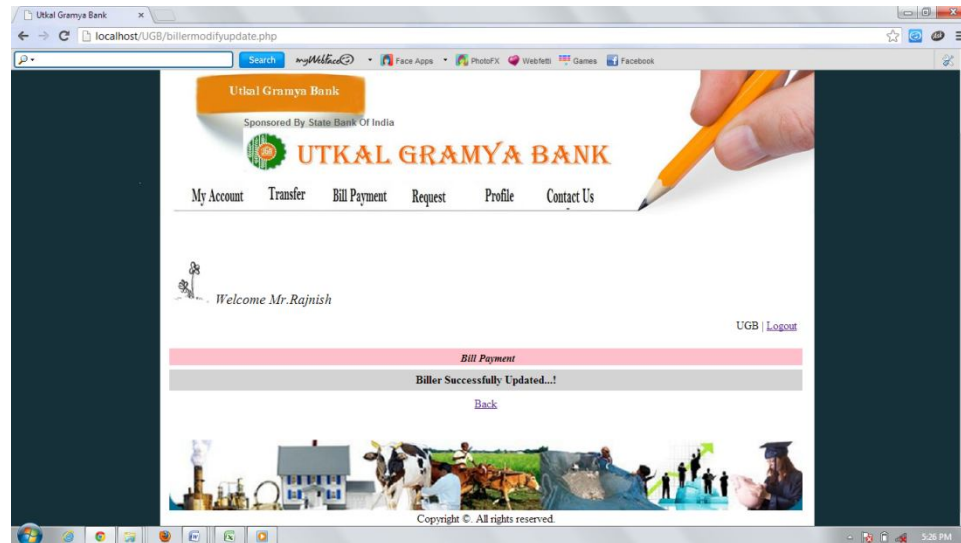 Utkal Gramya Bank
localhost/UGB/billermodifyupdate.php
Search myWebface Face Apps PhotoFX Webfetti Games Facebook
Utkal Gramya Bank
Sponsored By State Bank Of India
UGB
UTKAL GRAMYA BANK
My Account Transfer Bill Payment Request Profile Contact Us
Welcome Mr.Rajnish
UGB | Logout
Bill Payment
Biller Successfully Updated...!
Back
Copyright ©. All rights reserved.
5:26 PM